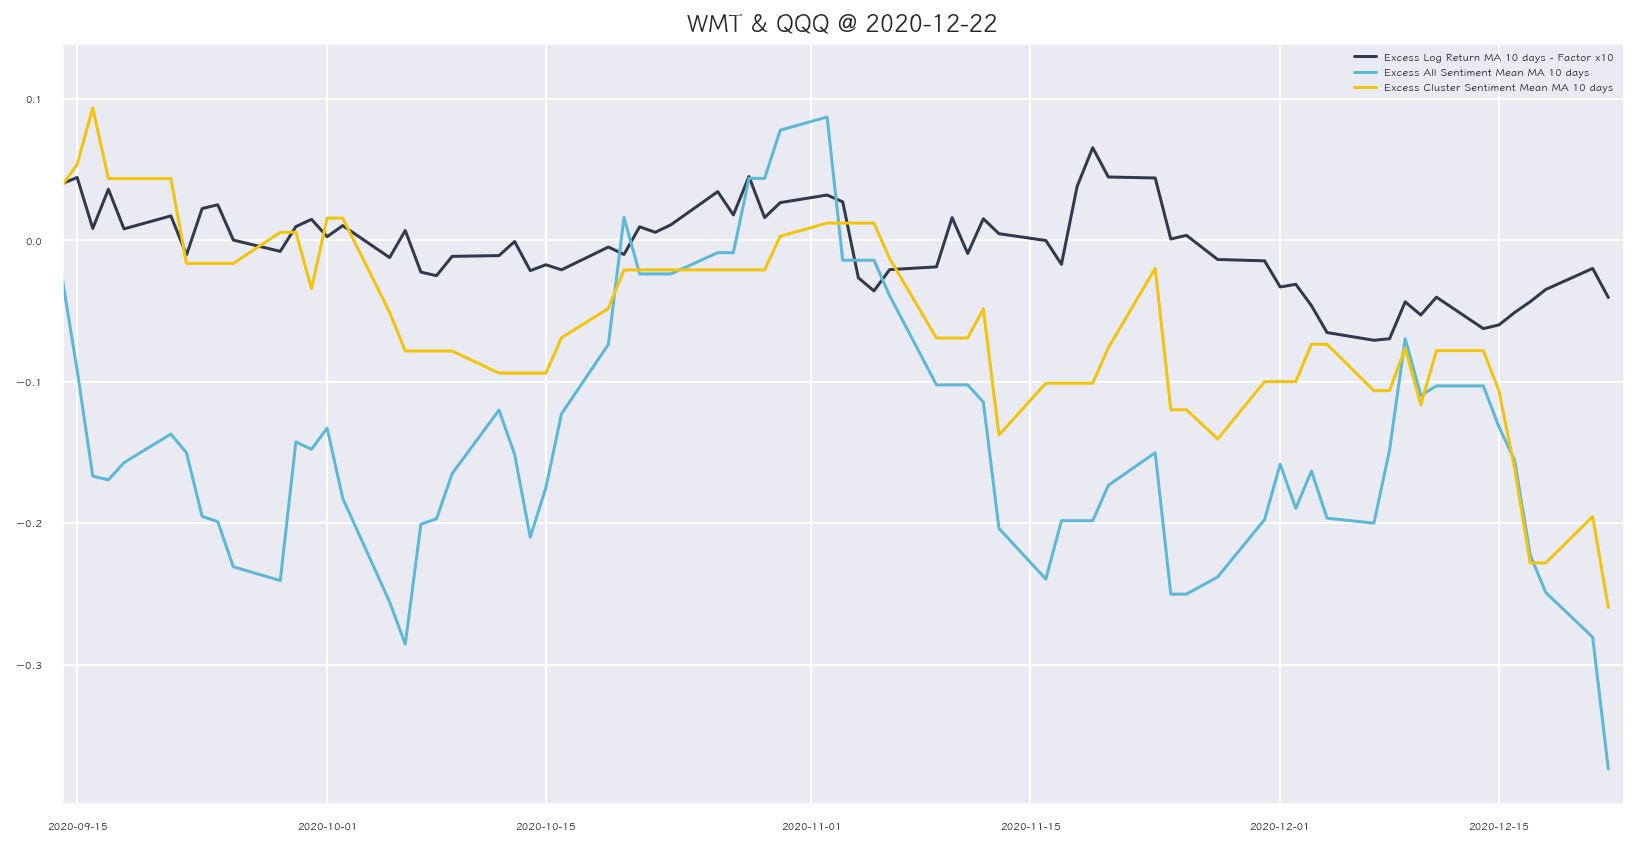 WMT & QQQ @ 2020-12-22
Excess Log Return MA 10 days - Factor x10
Excess All Sentiment Mean MA 10 days
Excess Cluster Sentiment Mean MA 10 days
0.1
0.0
−0.1
−0.2
−0.3
2020-09-15 2020-10-01 2020-10-15 2020-11-01 2020-11-15 2020-12-01 2020-12-15